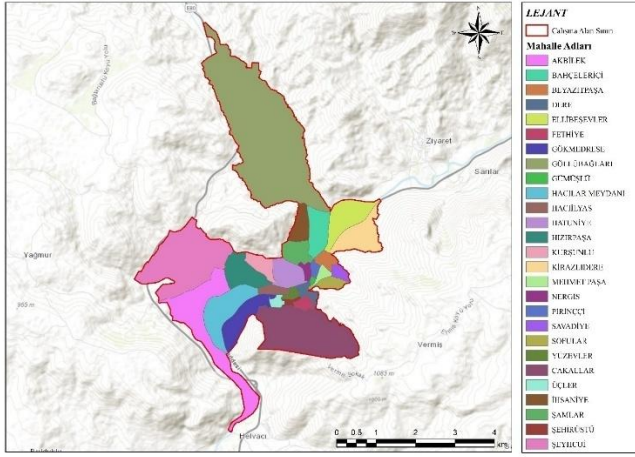 LEJANT
Çalışma Alan Sınırı
Mahalle Adları
AKBİLEK
BAHÇELERİÇİ
BEYAZITPAŞA
DERE
ELLİBEŞEVLER
FETHİYE
GÖKMEDRESE
GÖLLÜBAĞLARI
GÜMÜŞLÜ
HACILAR MEYDANI
HACIİLYAS
HATUNİYE
HIZIRPAŞA
KURŞUNLU
KİRAZLIDERE
MEHMET PAŞA
NERGİS
PİRİNÇÇİ
SAVADİYE
SOFULAR
YÜZEVLER
ÇAKALLAR
ÜÇLER
İHSANİYE
ŞAMLAR
ŞEHİRÜSTÜ
ŞEYHCUİ
Ziyaret
Sarılar
Yağmur
Vermiş
Helvacı
0 0.5 1 2 3 4